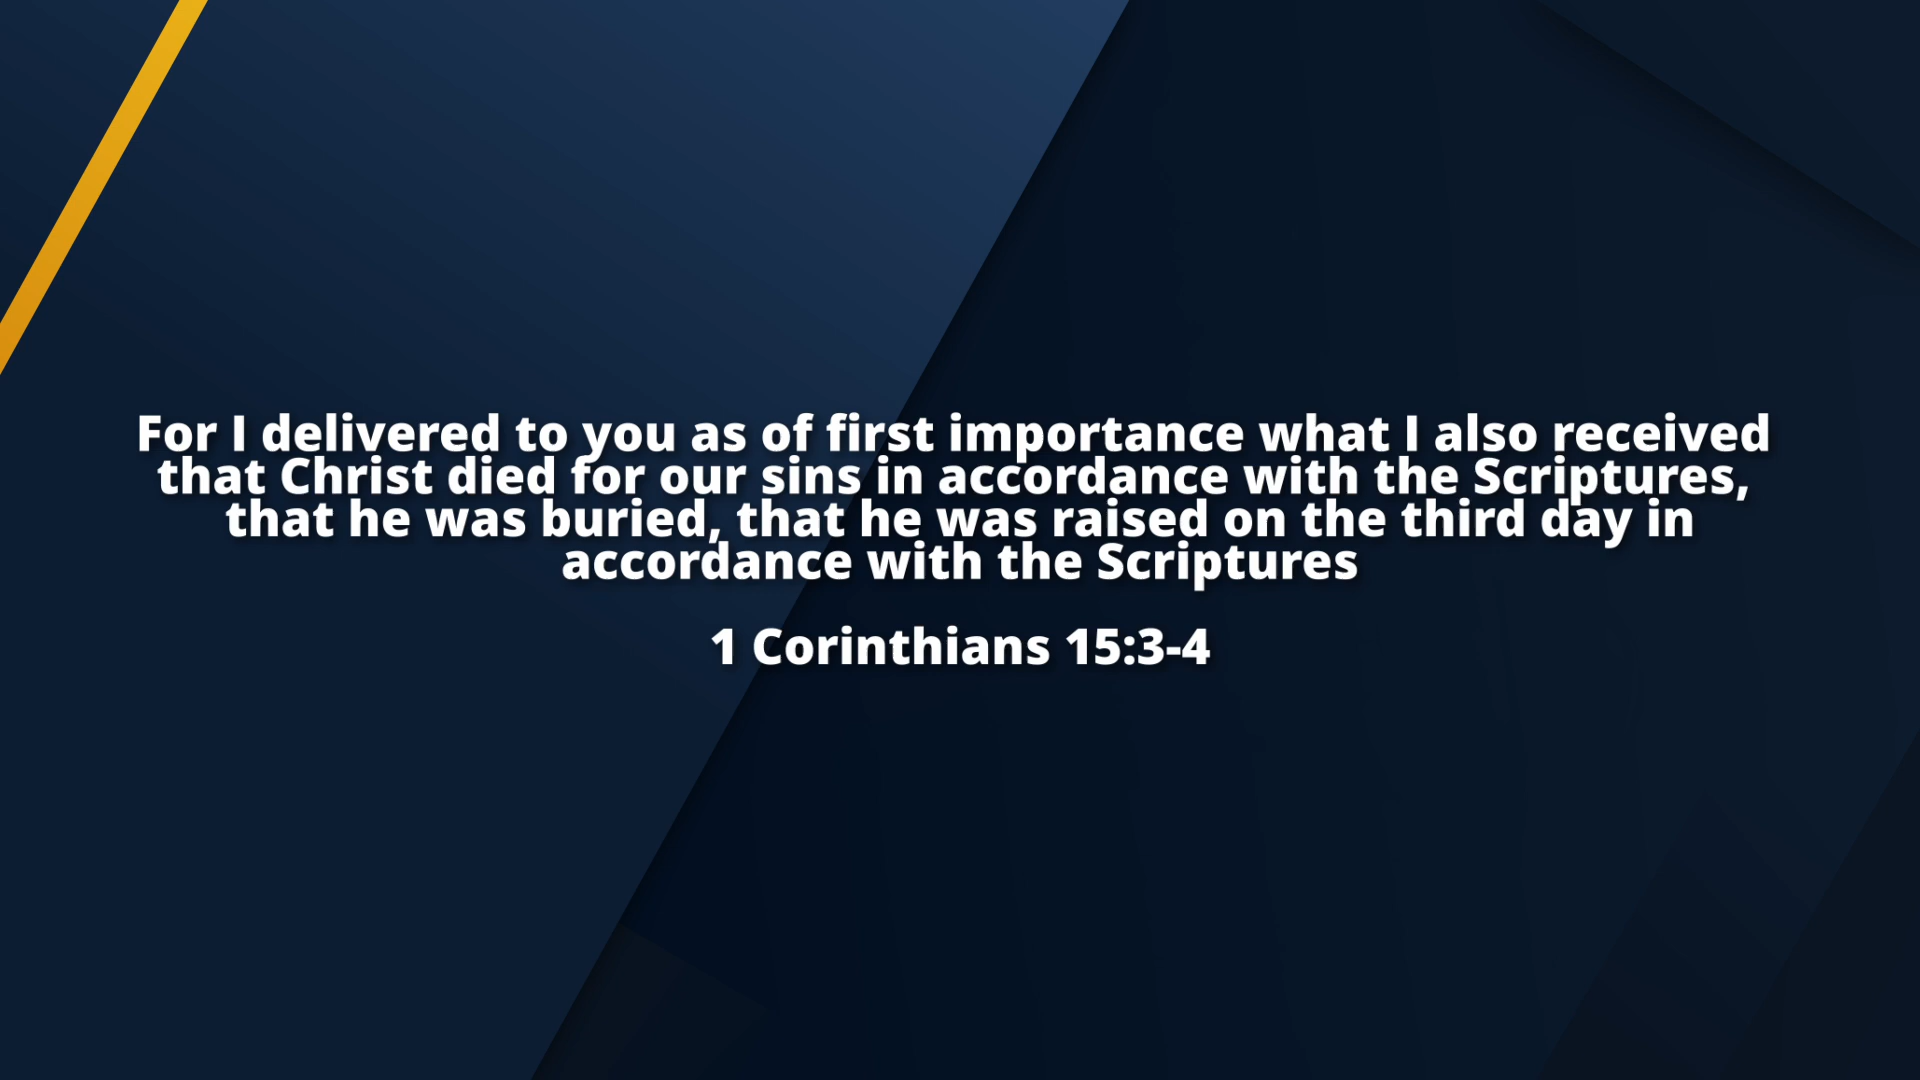 For I delivered to you as of first importance what I also received
that Christ died for our sins in accordance with the Scriptures,
that he was buried, that he was raised on the third day in
accordance with the Scriptures
1 Corinthians 15:3-4